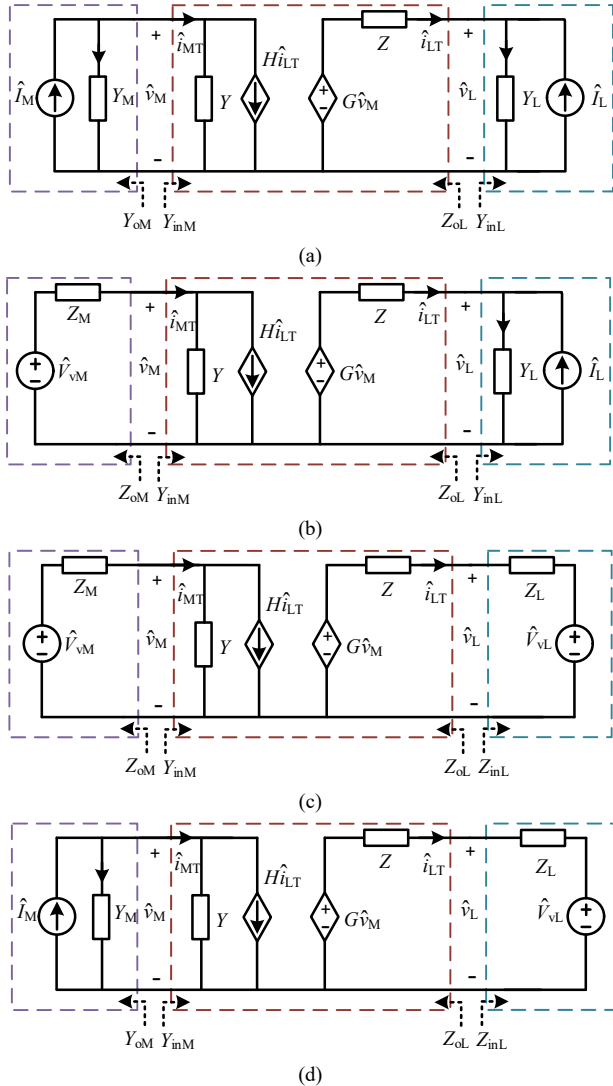 + î_MT Z î_LT +
Î_M Y_M v̂_M Y Hî_LT Gv̂_M v̂_L Y_L Î_L
- -
Y_oM Y_inM Z_oL Y_inL
(a)
Z_M + î_MT Z î_LT +
V̂_vM v̂_M Y Hî_LT Gv̂_M v̂_L Y_L Î_L
- -
Z_oM Y_inM Z_oL Y_inL
(b)
Z_M + î_MT Z î_LT + Z_L
V̂_vM v̂_M Y Hî_LT Gv̂_M v̂_L V̂_vL
- -
Z_oM Y_inM Z_oL Z_inL
(c)
+ î_MT Z î_LT + Z_L
Î_M Y_M v̂_M Y Hî_LT Gv̂_M v̂_L V̂_vL
- -
Y_oM Y_inM Z_oL Z_inL
(d)